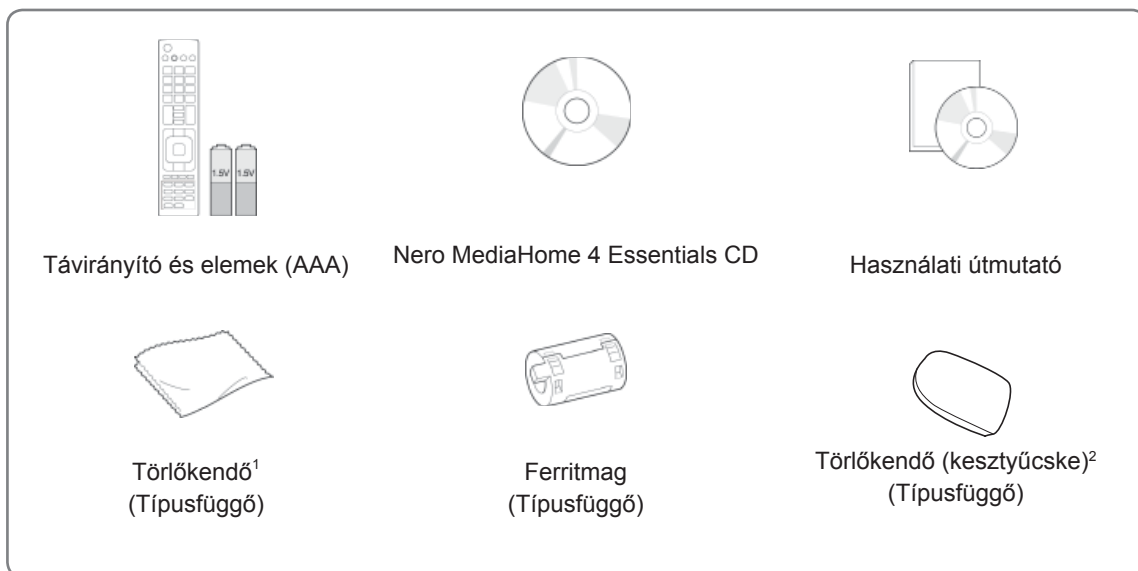 1.5V 1.5V
Távirányító és elemek (AAA)
Nero MediaHome 4 Essentials CD
Használati útmutató
Törlőkendő¹
(Típusfüggő)
Ferritmag
(Típusfüggő)
Törlőkendő (kesztyűcske)²
(Típusfüggő)